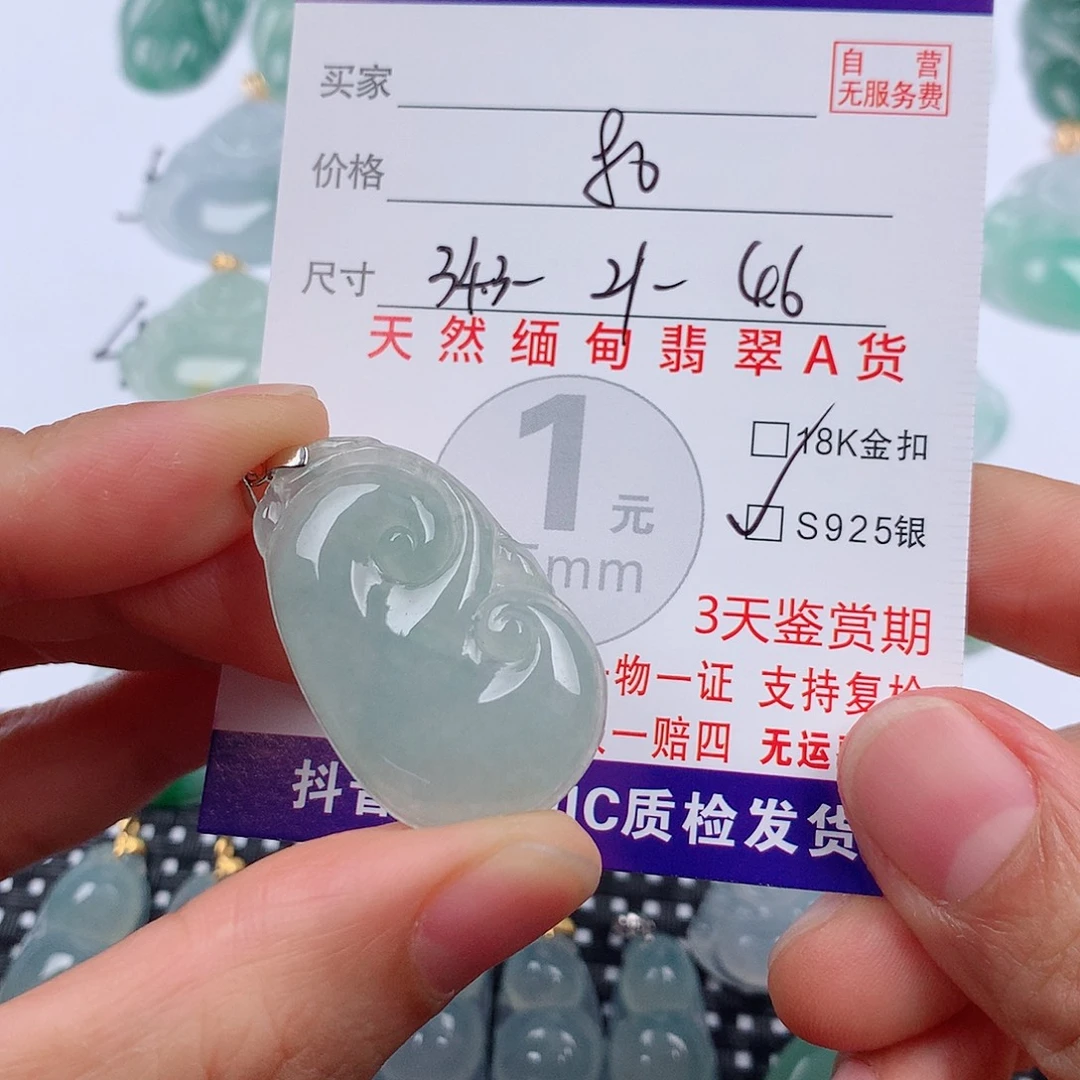 自 营
无服务费
买家
价格
尺寸 34.3- 21- 6.6
天然缅甸翡翠A货
1元
mm
18K金扣
S925银
3天鉴赏期
物一证 支持复检
一赔四 无运
抖音 IC质检发货